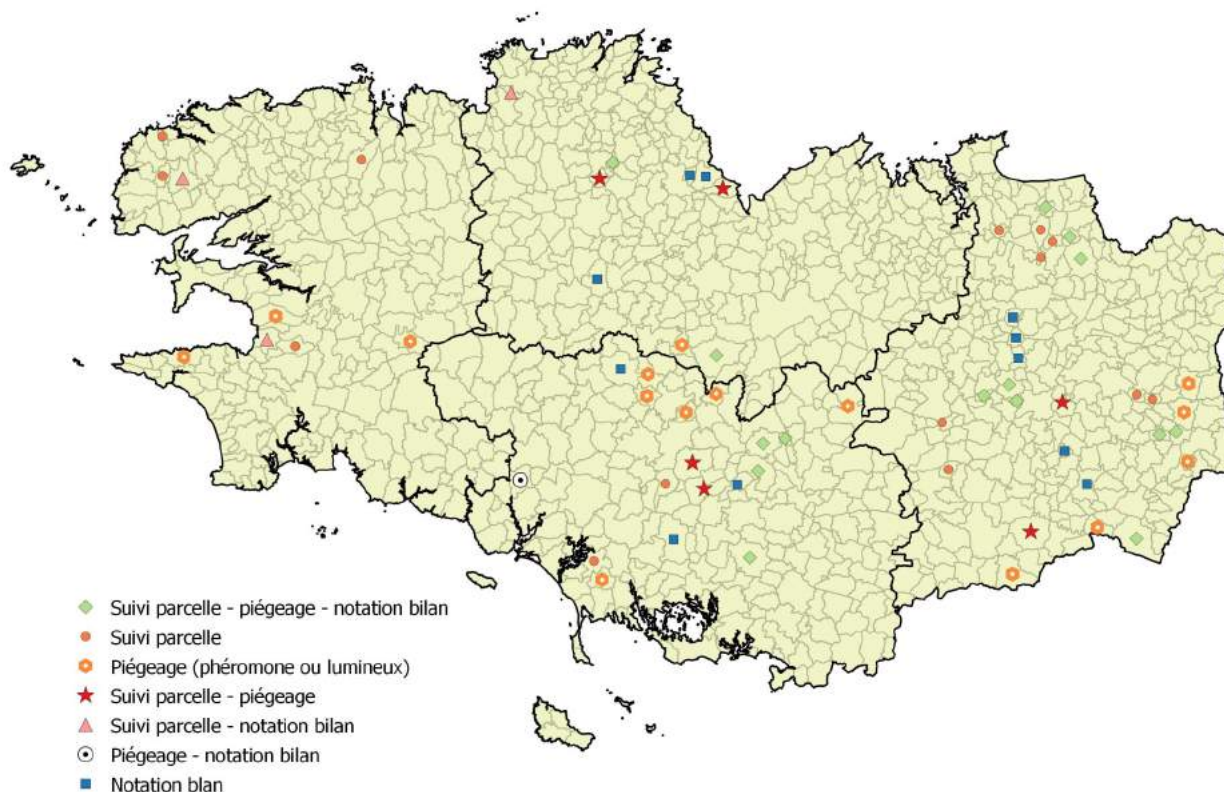 Suivi parcelle - piégeage - notation bilan
Suivi parcelle
Piégeage (phéromone ou lumineux)
Suivi parcelle - piégeage
Suivi parcelle - notation bilan
Piégeage - notation bilan
Notation blan